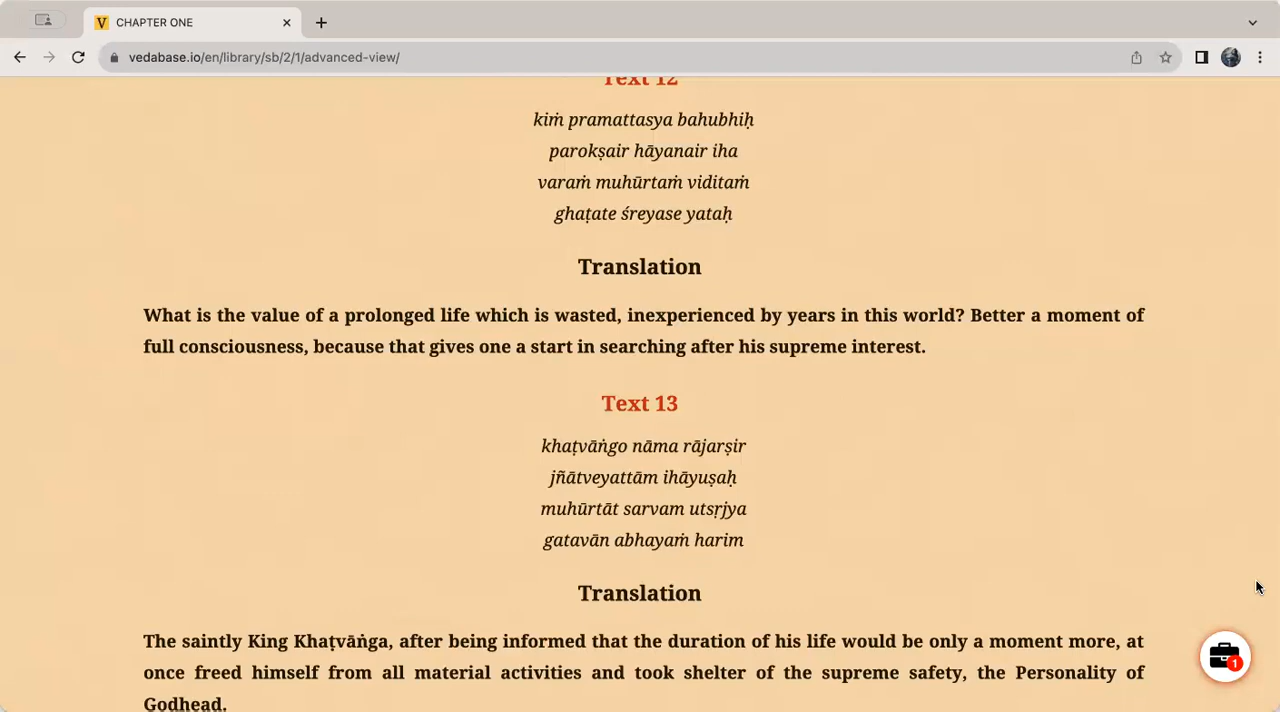 CHAPTER ONE
vedabase.io/en/library/sb/2/1/advanced-view/
Text 12
kiṁ pramattasya bahubhiḥ
parokṣair hāyanair iha
varaṁ muhūrtaṁ viditaṁ
ghaṭate śreyase yataḥ
Translation
What is the value of a prolonged life which is wasted, inexperienced by years in this world? Better a moment of
full consciousness, because that gives one a start in searching after his supreme interest.
Text 13
khaṭvāṅgo nāma rājarṣir
jñātveyattām ihāyuṣaḥ
muhūrtāt sarvam utsṛjya
gatavān abhayaṁ harim
Translation
The saintly King Khaṭvāṅga, after being informed that the duration of his life would be only a moment more, at
once freed himself from all material activities and took shelter of the supreme safety, the Personality of
Godhead.
1